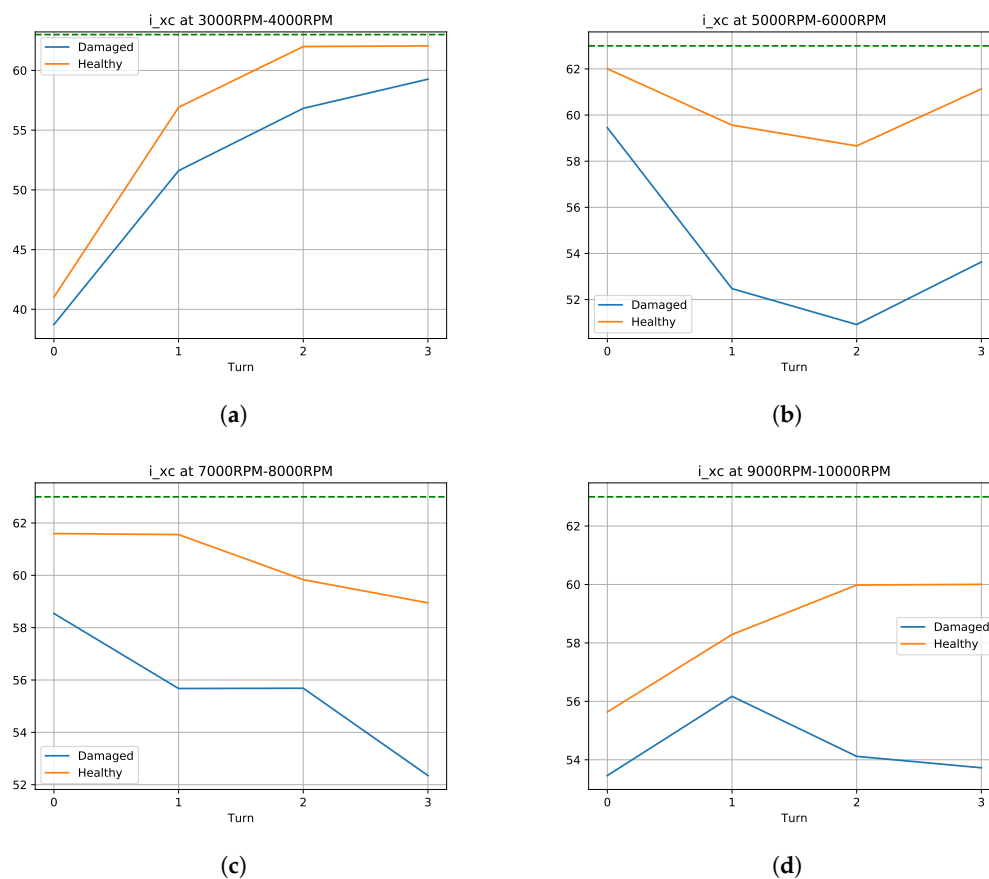 i_xc at 3000RPM-4000RPM
Damaged
Healthy
60
55
50
45
40
0 1 2 3
Turn
(a)
i_xc at 5000RPM-6000RPM
62
60
58
56
54
52
Damaged
Healthy
0 1 2 3
Turn
(b)
i_xc at 7000RPM-8000RPM
62
60
58
56
54
52
Damaged
Healthy
0 1 2 3
Turn
(c)
i_xc at 9000RPM-10000RPM
62
60
58
56
54
Damaged
Healthy
0 1 2 3
Turn
(d)